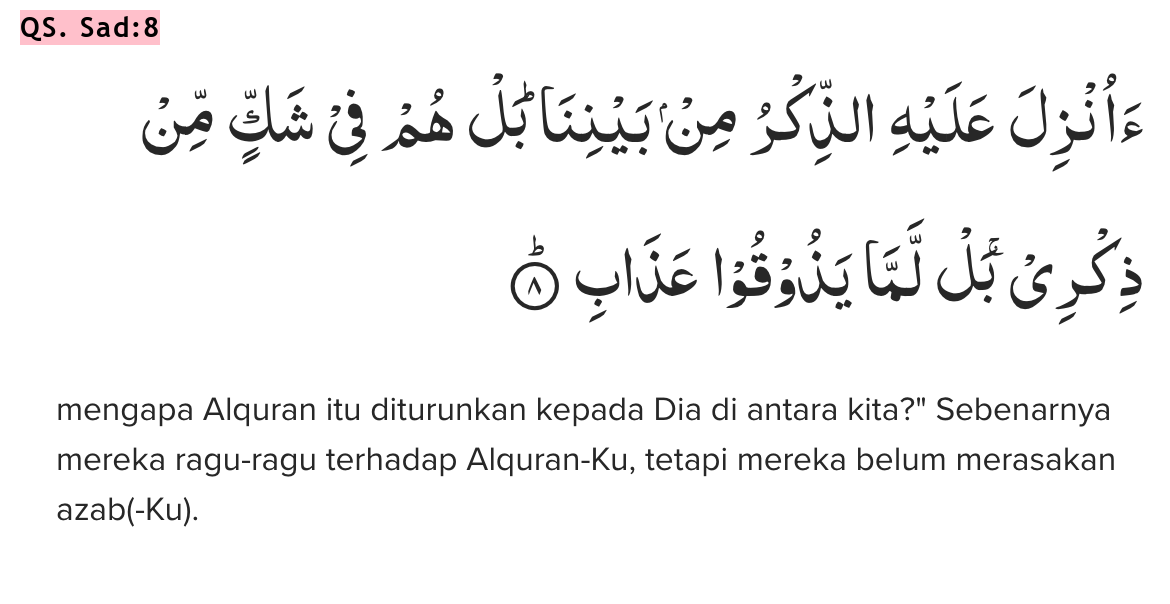 QS. Sad:8
ءَاُنْزِلَ عَلَيْهِ الذِّكْرُ مِنْۢ بَيْنِنَاۗ بَلْ هُمْ فِيْ شَكٍّ مِّنْ
ذِكْرِيْۚ بَلْ لَّمَّا يَذُوْقُوْا عَذَابِۗ ۝٨
mengapa Alquran itu diturunkan kepada Dia di antara kita?" Sebenarnya
mereka ragu-ragu terhadap Alquran-Ku, tetapi mereka belum merasakan
azab(-Ku).